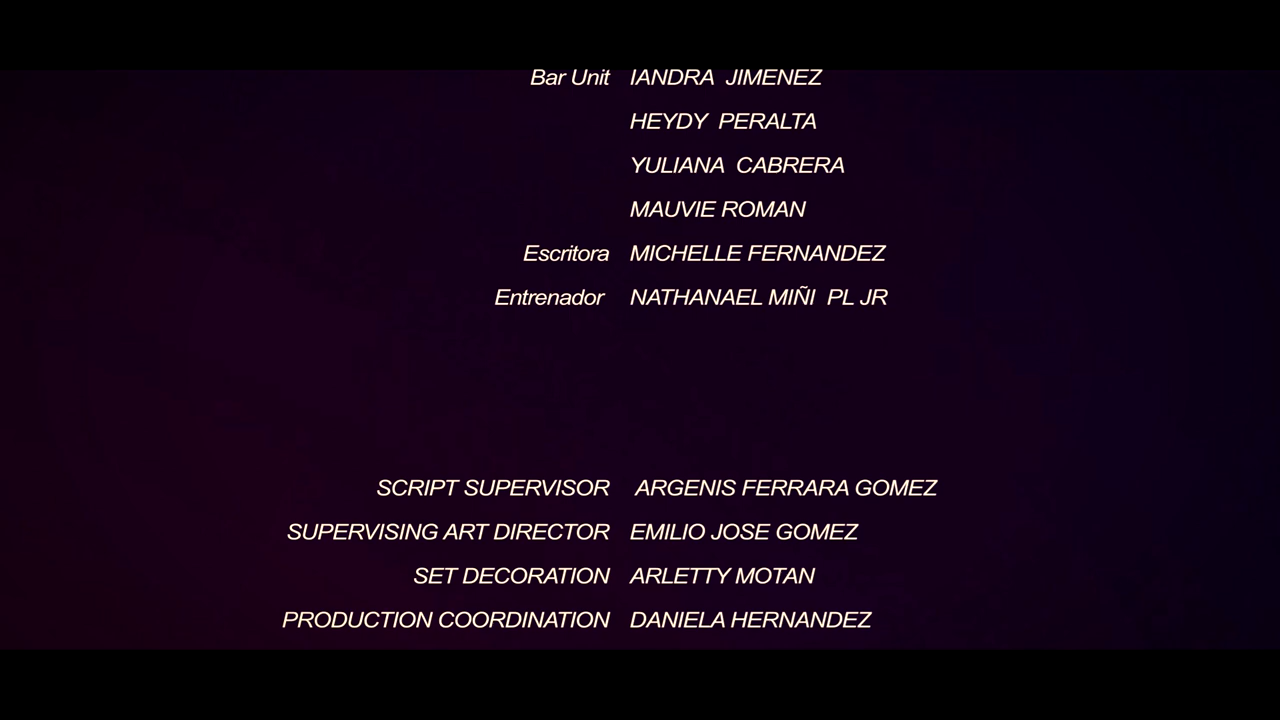 Bar Unit IANDRA JIMENEZ
HEYDY PERALTA
YULIANA CABRERA
MAUVIE ROMAN
Escritora MICHELLE FERNANDEZ
Entrenador NATHANAEL MIÑI PL JR
SCRIPT SUPERVISOR ARGENIS FERRARA GOMEZ
SUPERVISING ART DIRECTOR EMILIO JOSE GOMEZ
SET DECORATION ARLETTY MOTAN
PRODUCTION COORDINATION DANIELA HERNANDEZ